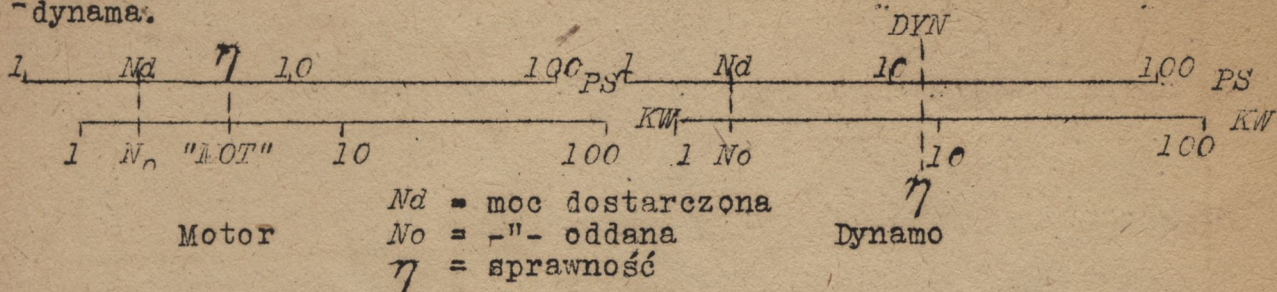 -dynama.
"DYN
1 Nd η 10 100 PS 1 Nd 10 100 PS
KW KW
1 No "MOT" 10 100 1 No 10 100
η
Nd = moc dostarczona
Motor No = -"- oddana Dynamo
η = sprawność